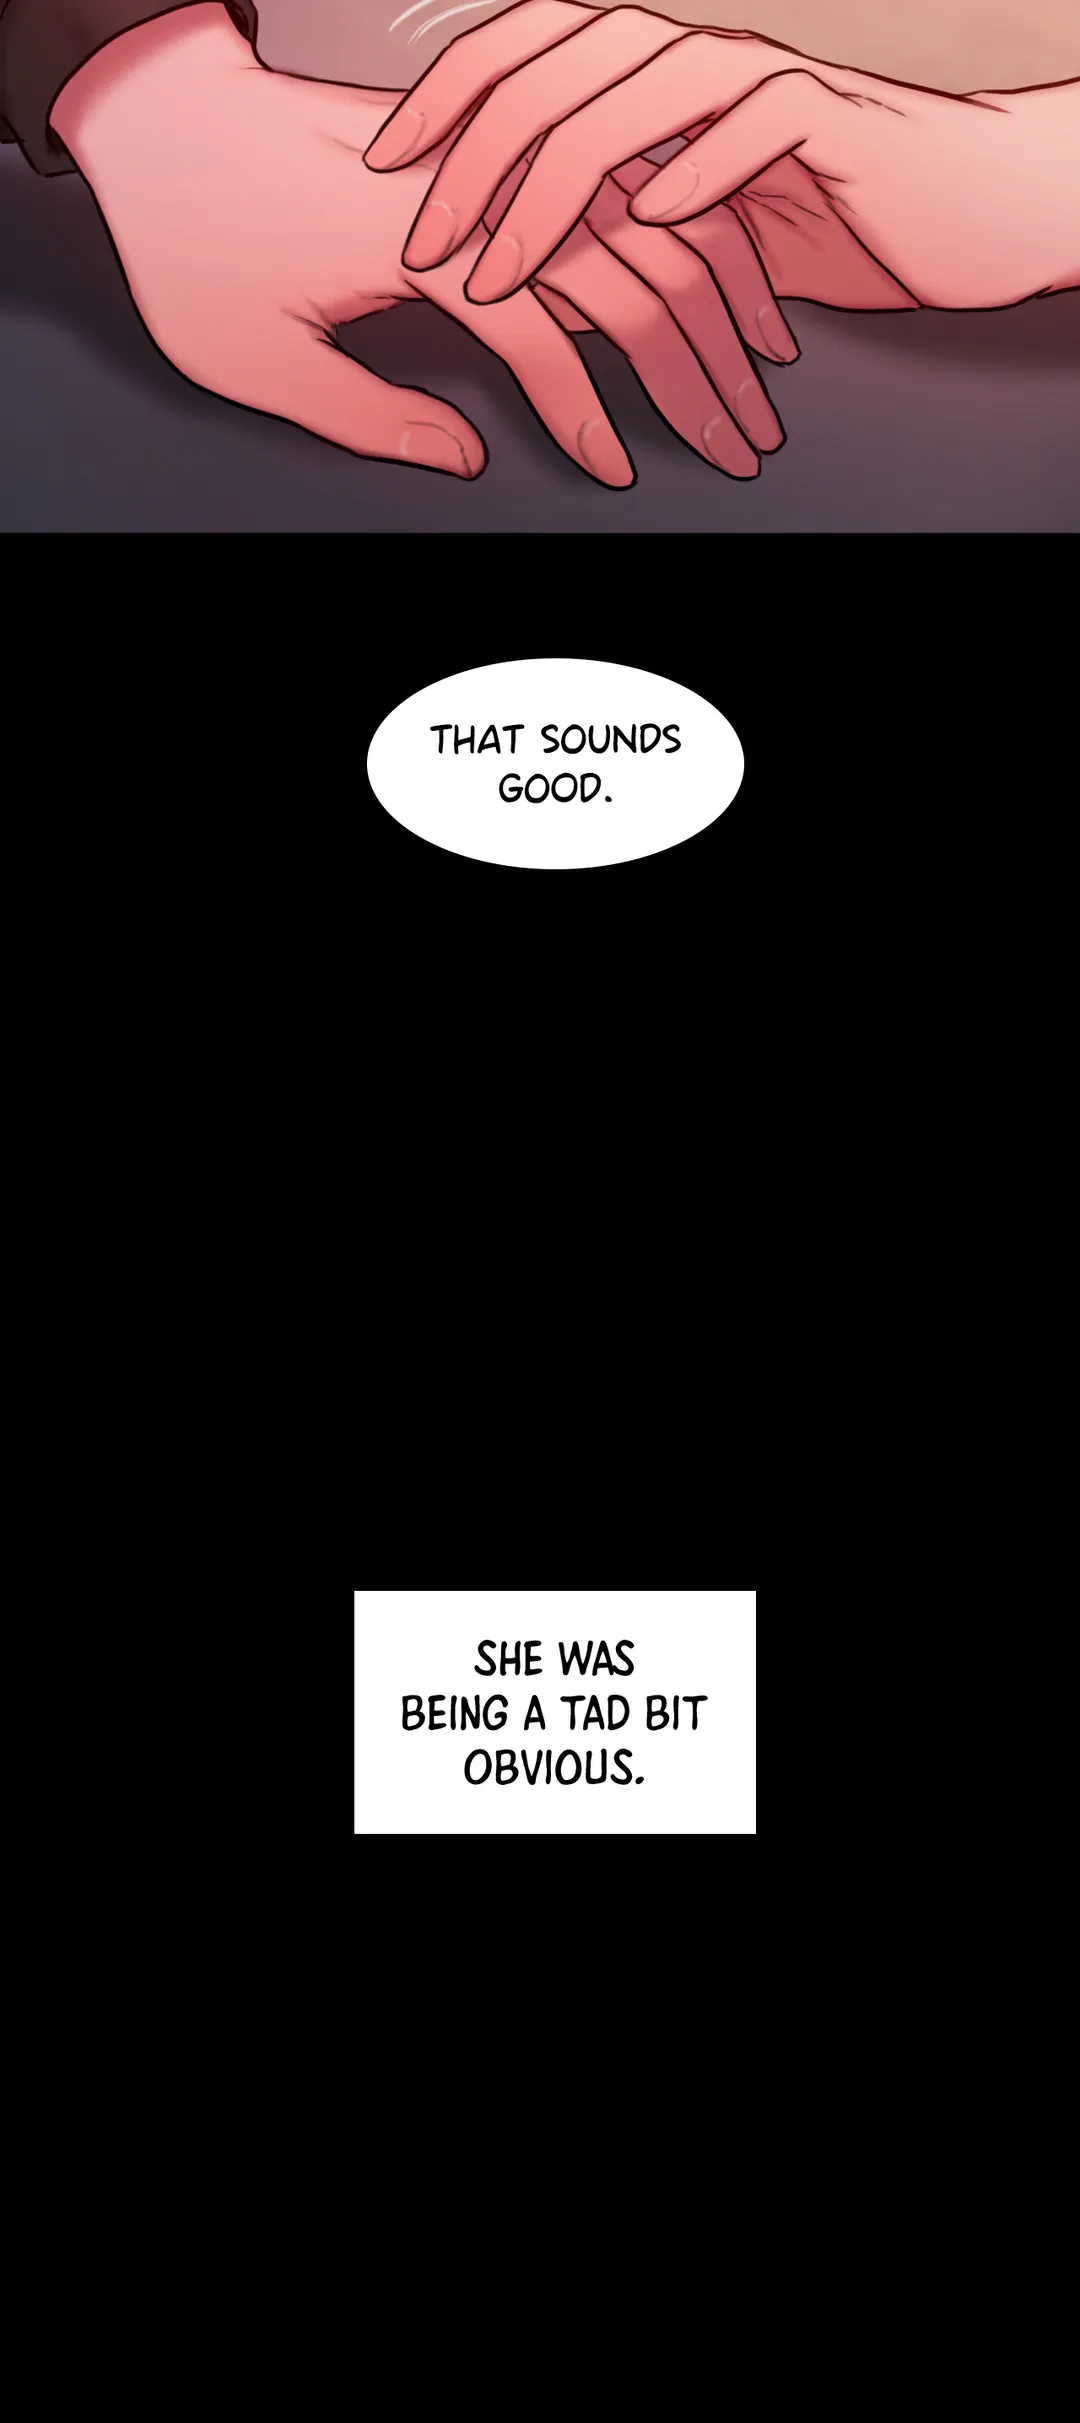 THAT SOUNDS
GOOD.
SHE WAS
BEING A TAD BIT
OBVIOUS.